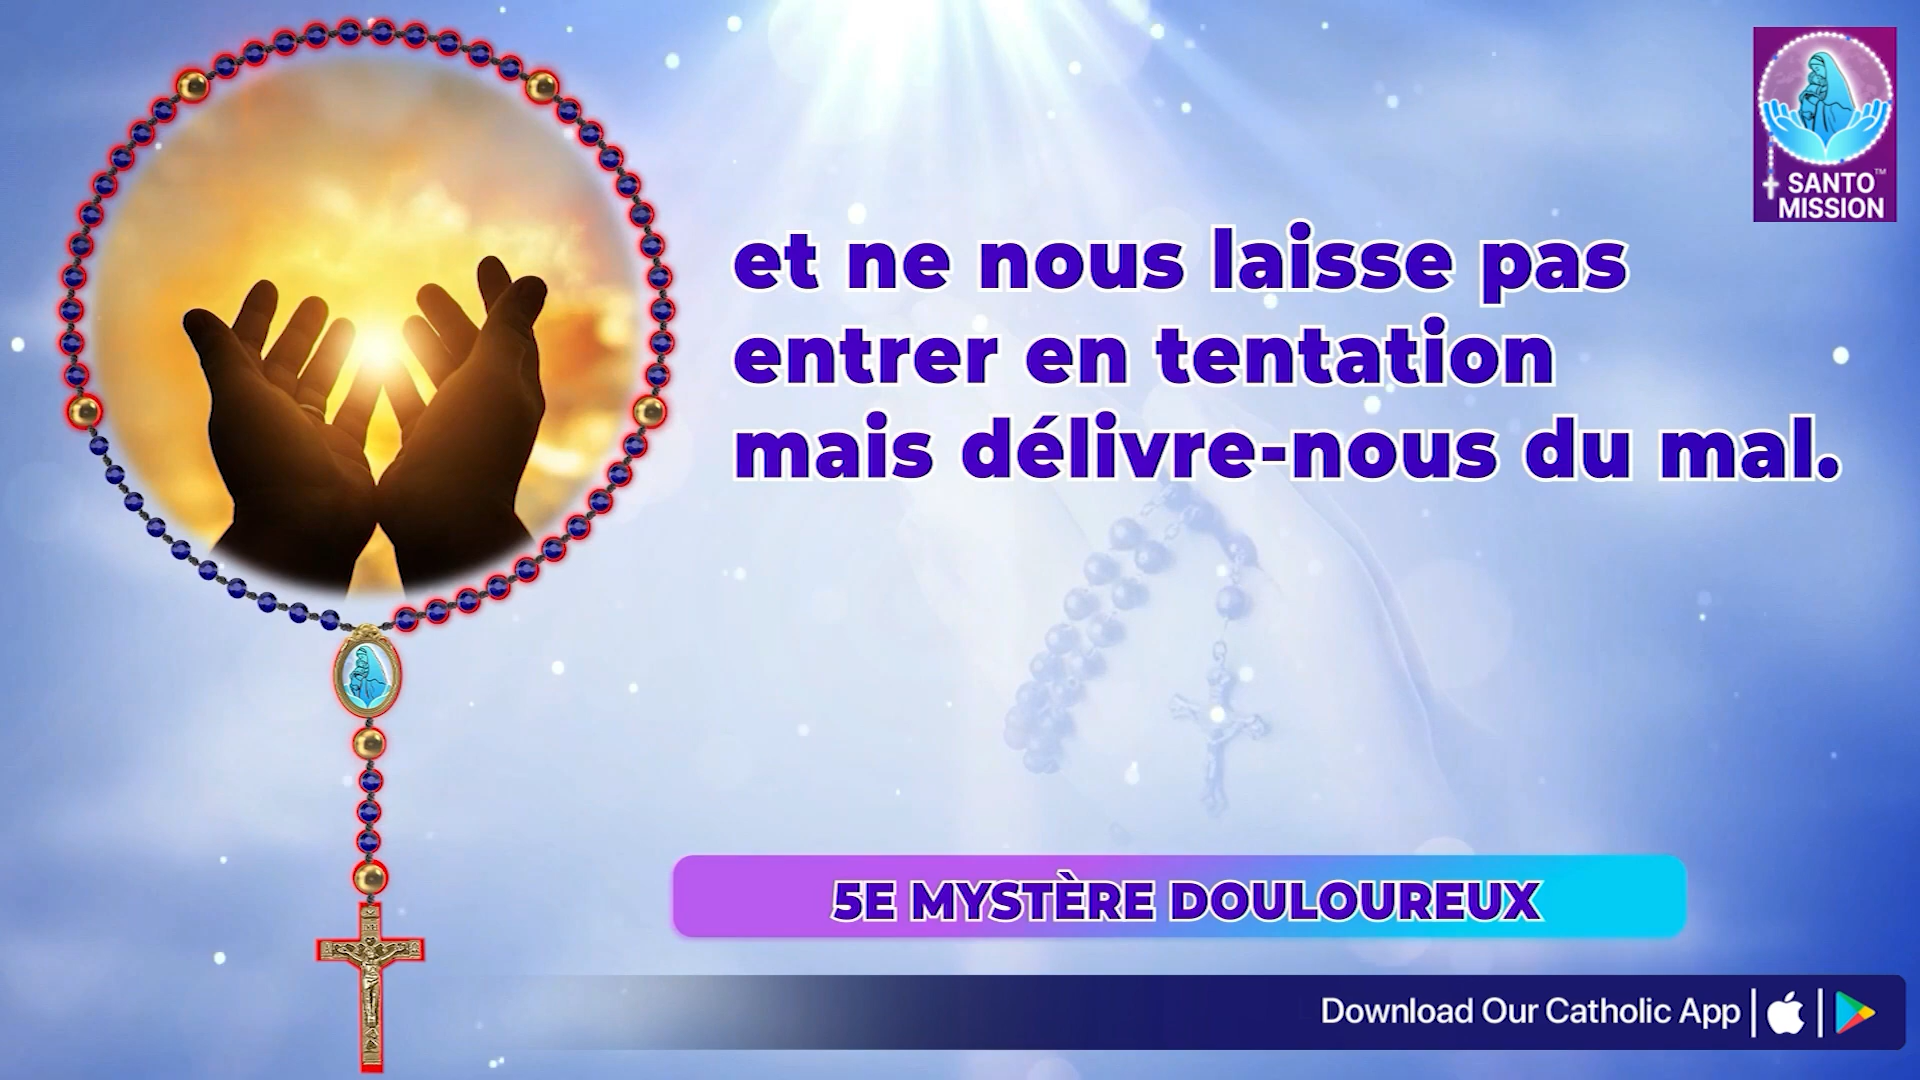 SANTO™
MISSION
et ne nous laisse pas
entrer en tentation
mais délivre-nous du mal.
5E MYSTÈRE DOULOUREUX
Download Our Catholic App